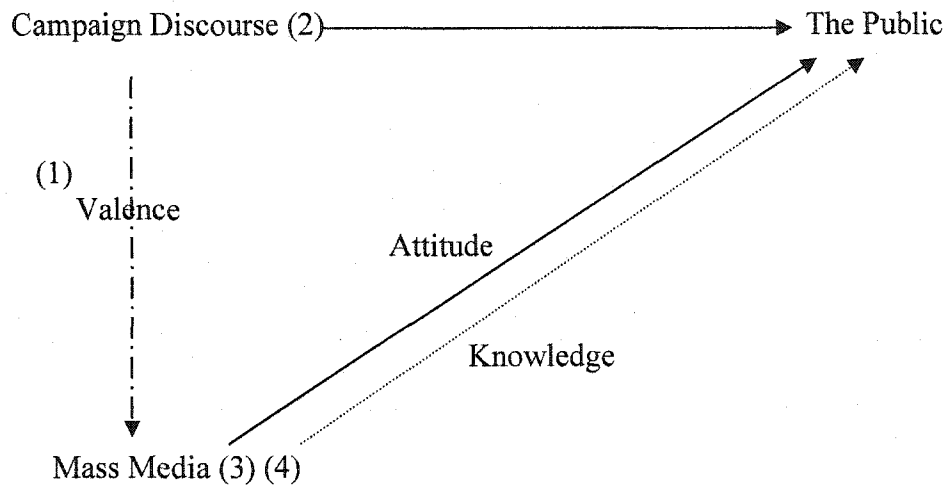 Campaign Discourse (2) The Public
(1)
Valence
Attitude
Knowledge
Mass Media (3) (4)